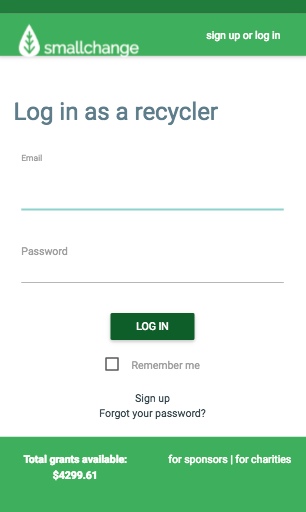 smallchange
sign up or log in
Log in as a recycler
Email
Password
LOG IN
Remember me
Sign up
Forgot your password?
Total grants available: for sponsors | for charities
$4299.61